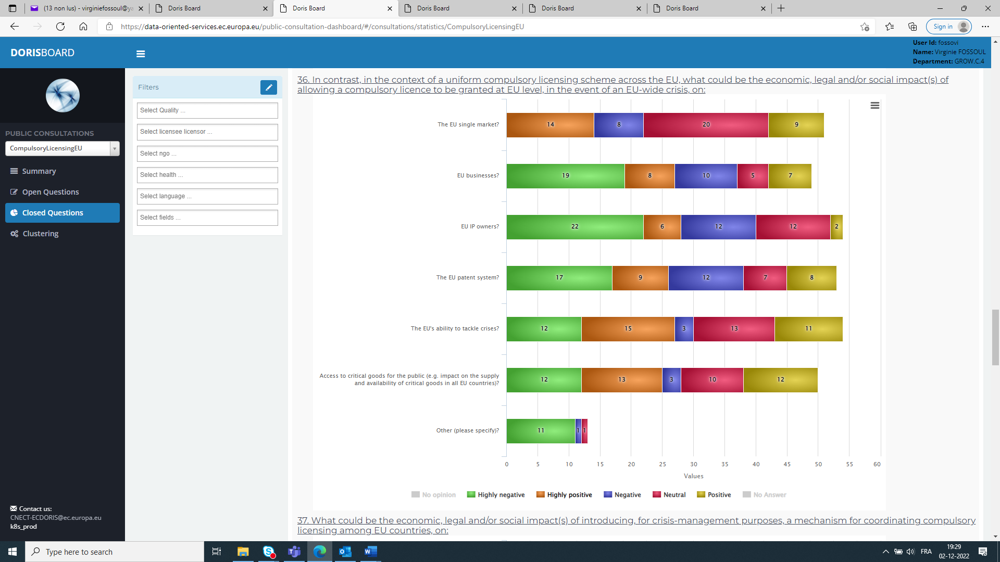 (13 non lus) - virginiefossoul@ya
Doris Board
Doris Board
Doris Board
Doris Board
Doris Board
https://data-oriented-services.ec.europa.eu/public-consultation-dashboard/#/consultations/statistics/CompulsoryLicensingEU
Sign in
DORISBOARD
User Id: fossovi
Name: Virginie FOSSOUL
Department: GROW.C.4
PUBLIC CONSULTATIONS
CompulsoryLicensingEU
Summary
Open Questions
Closed Questions
Clustering
Contact us:
CNECT-ECDORIS@ec.europa.eu
k8s_prod
Filters
Select Quality ...
Select licensee licensor ...
Select ngo ...
Select health ...
Select language ...
Select fields ...
36. In contrast, in the context of a uniform compulsory licensing scheme across the EU, what could be the economic, legal and/or social impact(s) of
allowing a compulsory licence to be granted at EU level, in the event of an EU-wide crisis, on:
The EU single market? 14 8 20 9
EU businesses? 19 8 10 5 7
EU IP owners? 22 6 12 12 2
The EU patent system? 17 9 12 7 8
The EU's ability to tackle crises? 12 15 3 13 11
Access to critical goods for the public (e.g. impact on the supply
and availability of critical goods in all EU countries)? 12 13 3 10 12
Other (please specify)? 11 1 1
0 5 10 15 20 25 30 35 40 45 50 55 60
Values
No opinion Highly negative Highly positive Negative Neutral Positive No Answer
37. What could be the economic, legal and/or social impact(s) of introducing, for crisis-management purposes, a mechanism for coordinating compulsory
licensing among EU countries, on:
Type here to search
FRA
19:29
02-12-2022